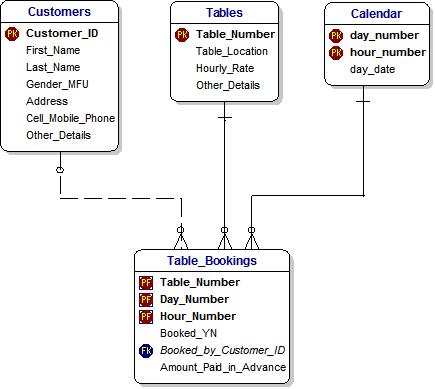 Customers
PK Customer_ID
First_Name
Last_Name
Gender_MFU
Address
Cell_Mobile_Phone
Other_Details
Tables
PK Table_Number
Table_Location
Hourly_Rate
Other_Details
Calendar
PK day_number
PK hour_number
day_date
Table_Bookings
PF Table_Number
PF Day_Number
PF Hour_Number
Booked_YN
FK Booked_by_Customer_ID
Amount_Paid_in_Advance